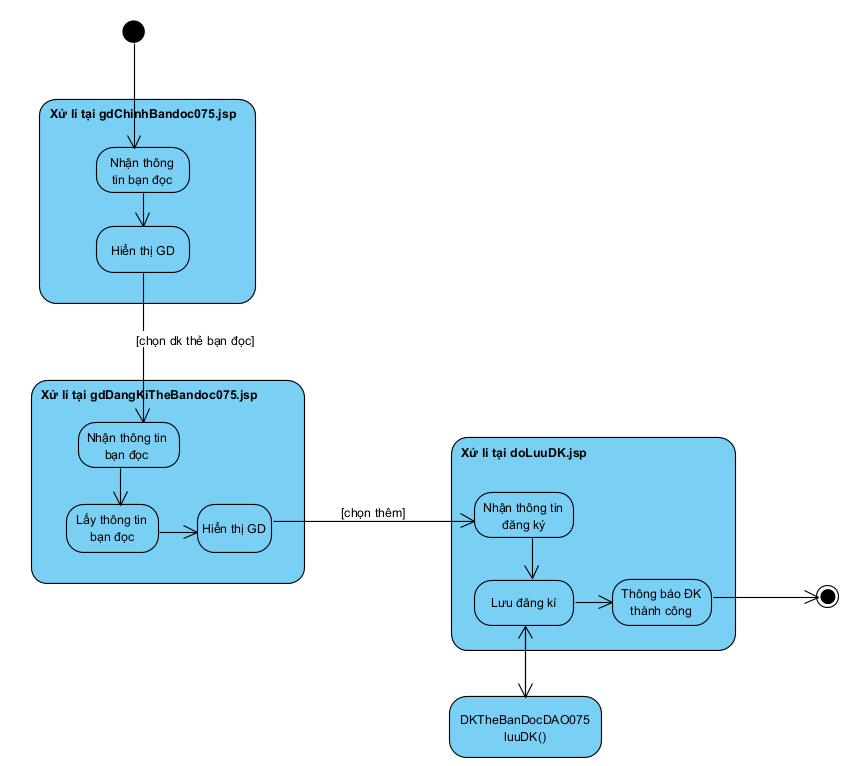 Xử lí tại gdChinhBandoc075.jsp
Nhận thông
tin bạn đọc
Hiển thị GD
[chọn dk thẻ bạn đọc]
Xử lí tại gdDangKiTheBandoc075.jsp
Nhận thông tin
bạn đọc
Lấy thông tin
bạn đọc
Hiển thị GD
[chọn thêm]
Xử lí tại doLuuDK.jsp
Nhận thông tin
đăng ký
Lưu đăng kí
Thông báo ĐK
thành công
DKTheBanDocDAO075
luuDK()